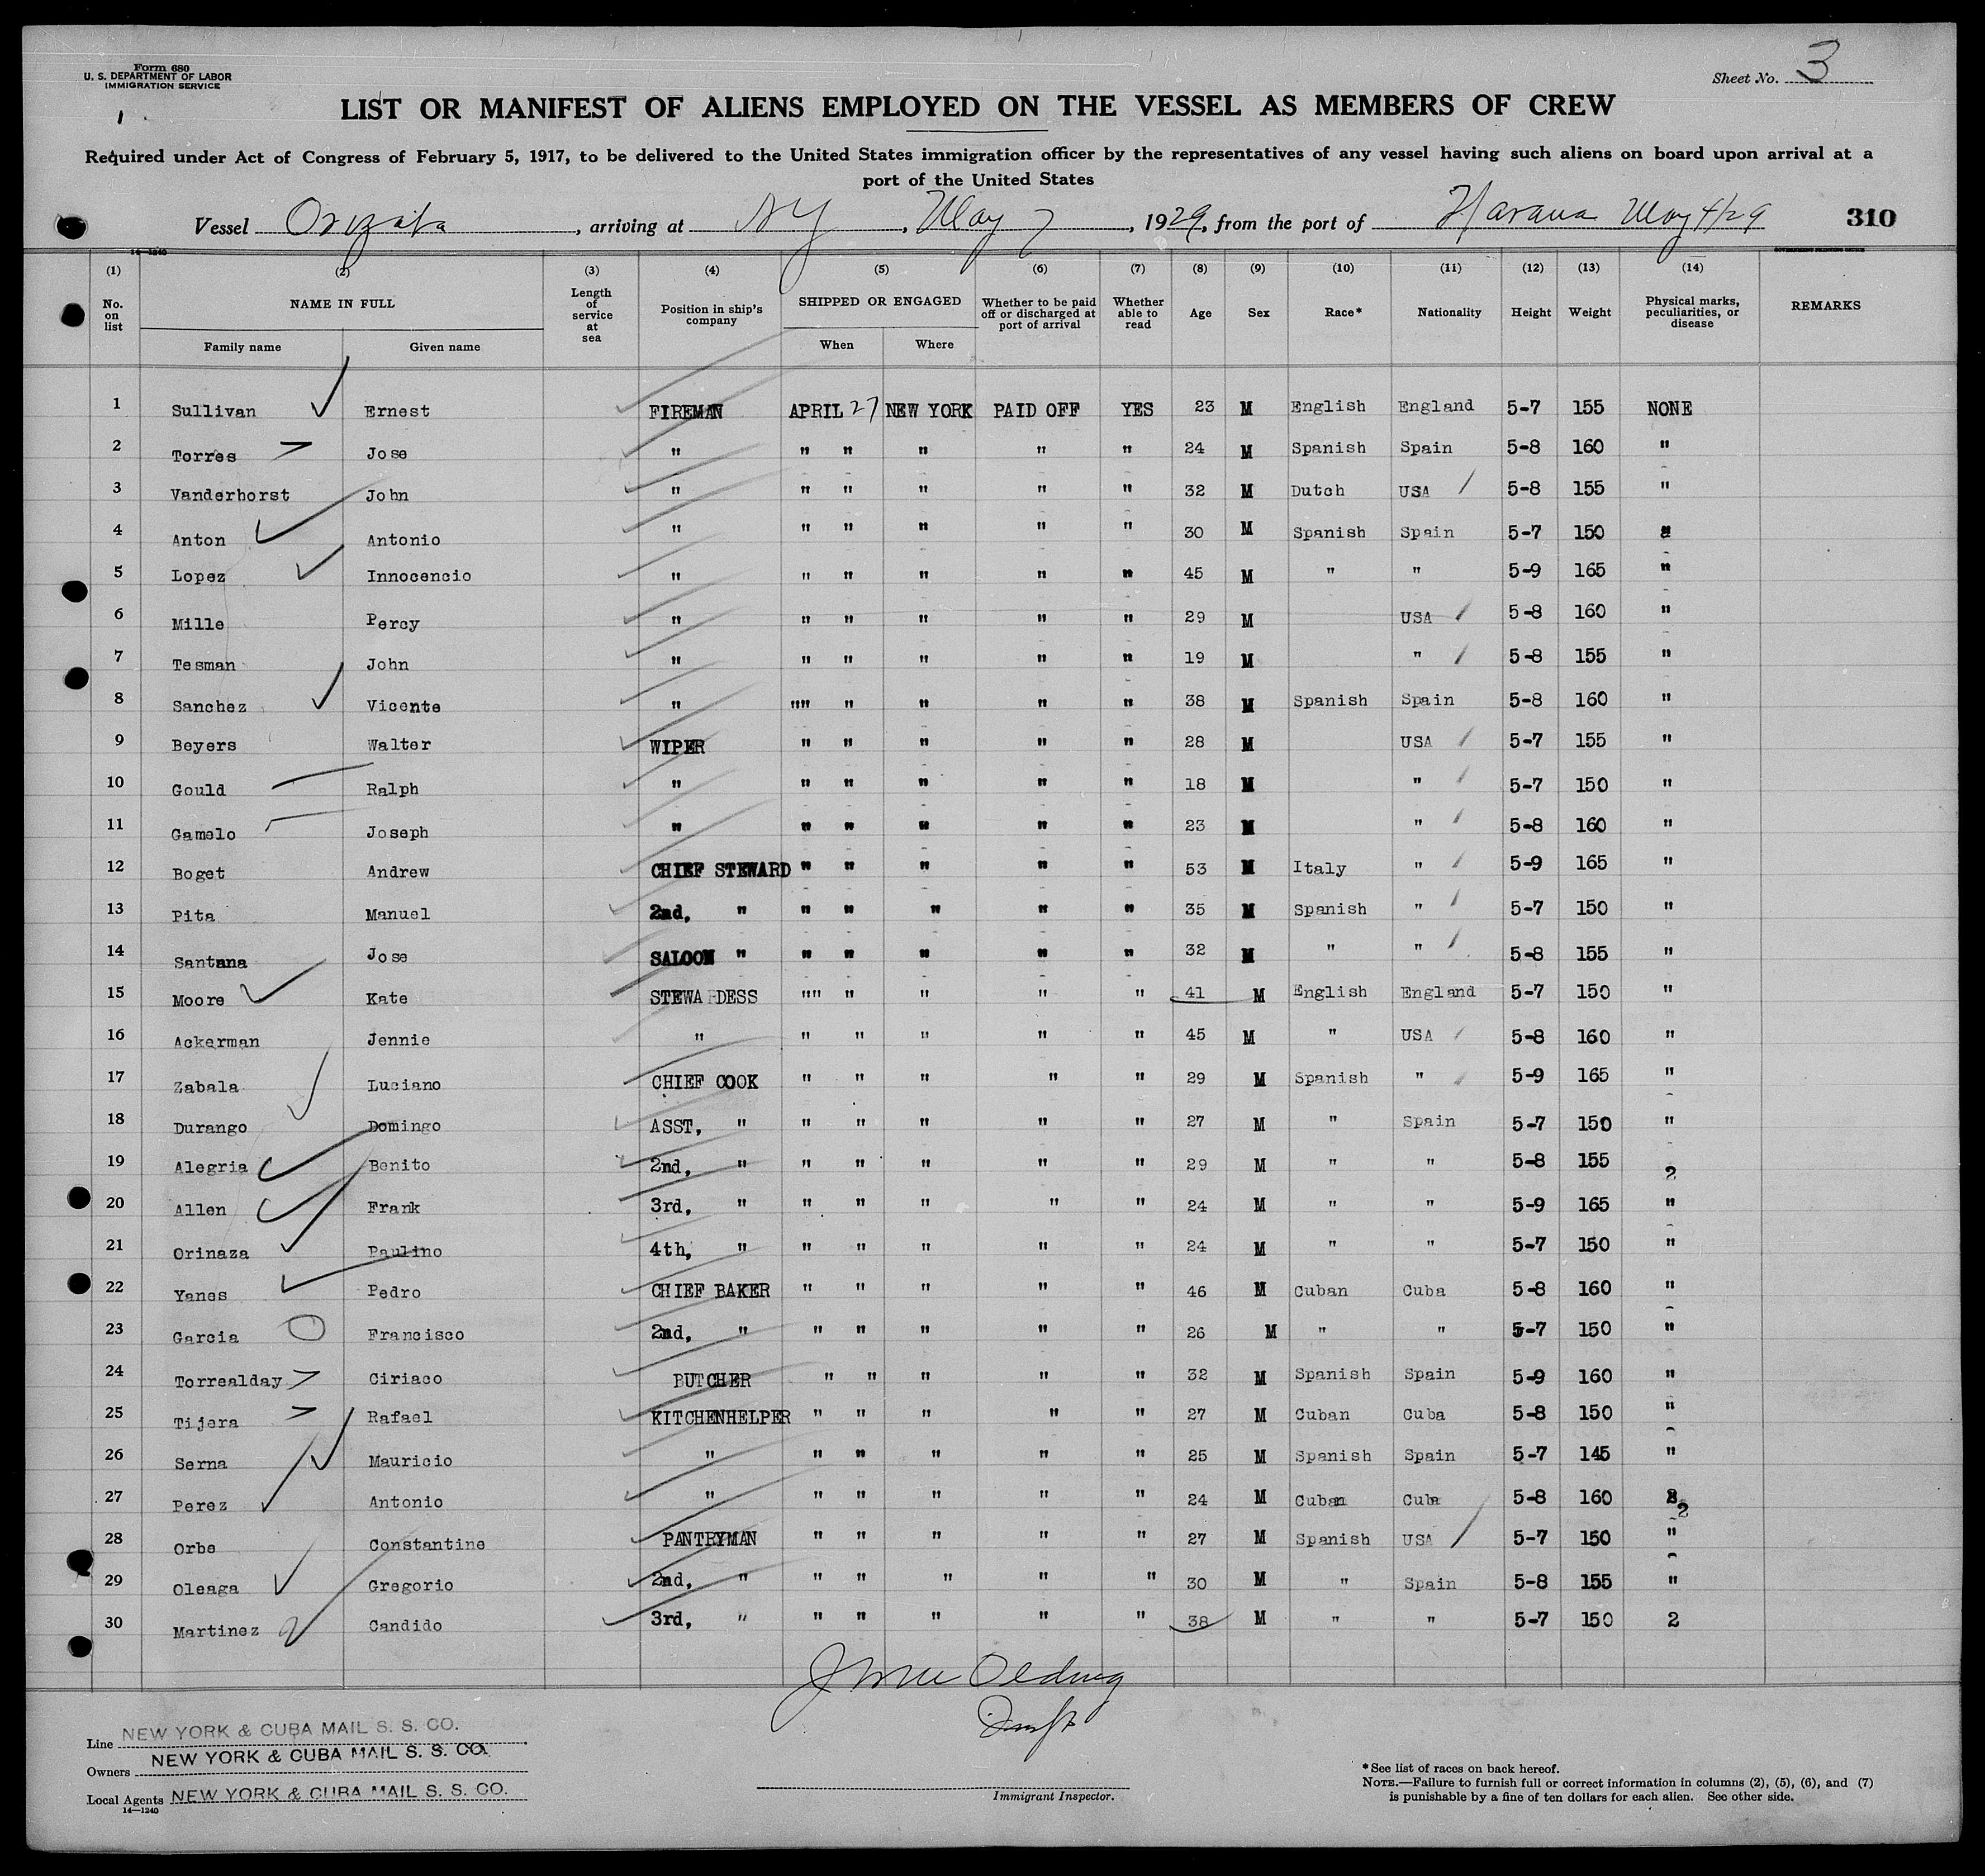 Form 680
U. S. DEPARTMENT OF LABOR
IMMIGRATION SERVICE
Sheet No. 3
LIST OR MANIFEST OF ALIENS EMPLOYED ON THE VESSEL AS MEMBERS OF CREW
Required under Act of Congress of February 5, 1917, to be delivered to the United States immigration officer by the representatives of any vessel having such aliens on board upon arrival at a
port of the United States
Vessel Orizaba, arriving at NY, May 7, 1929, from the port of Havana May 4/29 310
14—1240 GOVERNMENT PRINTING OFFICE
(1) (2) (3) (4) (5) (6) (7) (8) (9) (10) (11) (12) (13) (14)
No. on list NAME IN FULL Family name Given name Length of service at sea Position in ship's company SHIPPED OR ENGAGED When Where Whether to be paid off or discharged at port of arrival Whether able to read Age Sex Race* Nationality Height Weight Physical marks, peculiarities, or disease REMARKS
1 Sullivan Ernest FIREMAN APRIL 27 NEW YORK PAID OFF YES 23 M English England 5-7 155 NONE
2 Torres Jose " " " " " " 24 M Spanish Spain 5-8 160 "
3 Vanderhorst John " " " " " " 32 M Dutch USA 5-8 155 "
4 Anton Antonio " " " " " " 30 M Spanish Spain 5-7 150 "
5 Lopez Innocencio " " " " " " 45 M " " 5-9 165 "
6 Mille Percy " " " " " " 29 M USA 5-8 160 "
7 Tesman John " " " " " " 19 M " 5-8 155 "
8 Sanchez Vicente " "" " " " " 38 M Spanish Spain 5-8 160 "
9 Beyers Walter WIPER " " " " " 28 M USA 5-7 155 "
10 Gould Ralph " " " " " " 18 M " 5-7 150 "
11 Gamelo Joseph " " " " " " 23 M " 5-8 160 "
12 Boget Andrew CHIEF STEWARD " " " " " 53 M Italy " 5-9 165 "
13 Pita Manuel 2nd, " " " " " " 35 M Spanish " 5-7 150 "
14 Santana Jose SALOON " " " " " " 32 M " " 5-8 155 "
15 Moore Kate STEWARDESS "" " " " " 41 M English England 5-7 150 "
16 Ackerman Jennie " " " " " " 45 M " USA 5-8 160 "
17 Zabala Luciano CHIEF COOK " " " " " 29 M Spanish " 5-9 165 "
18 Durango Domingo ASST, " " " " " " 27 M " Spain 5-7 150 "
19 Alegria Benito 2nd, " " " " " " 29 M " " 5-8 155 2
20 Allen Frank 3rd, " " " " " " 24 M " " 5-9 165 "
21 Orinaza Paulino 4th, " " " " " " 24 M " " 5-7 150 "
22 Yanes Pedro CHIEF BAKER " " " " " 46 M Cuban Cuba 5-8 160 "
23 Garcia Francisco 2nd, " " " " " " 26 M " " 5-7 150 "
24 Torrealday Ciriaco BUTCHER " " " " " 32 M Spanish Spain 5-9 160 "
25 Tijera Rafael KITCHENHELPER " " " " " 27 M Cuban Cuba 5-8 150 "
26 Serna Mauricio " " " " " " 25 M Spanish Spain 5-7 145 "
27 Perez Antonio " " " " " " 24 M Cuban Cuba 5-8 160 2
28 Orbe Constantine PANTRYMAN " " " " " 27 M Spanish USA 5-7 150 "
29 Oleaga Gregorio 2nd, " " " " " " 30 M " Spain 5-8 155 "
30 Martinez Candido 3rd, " " " " " " 38 M " " 5-7 150 2
Line NEW YORK & CUBA MAIL S. S. CO.
Owners NEW YORK & CUBA MAIL S. S. CO.
Local Agents NEW YORK & CUBA MAIL S. S. CO.
14—1240
Immigrant Inspector.
*See list of races on back hereof.
NOTE.—Failure to furnish full or correct information in columns (2), (5), (6), and (7)
is punishable by a fine of ten dollars for each alien. See other side.